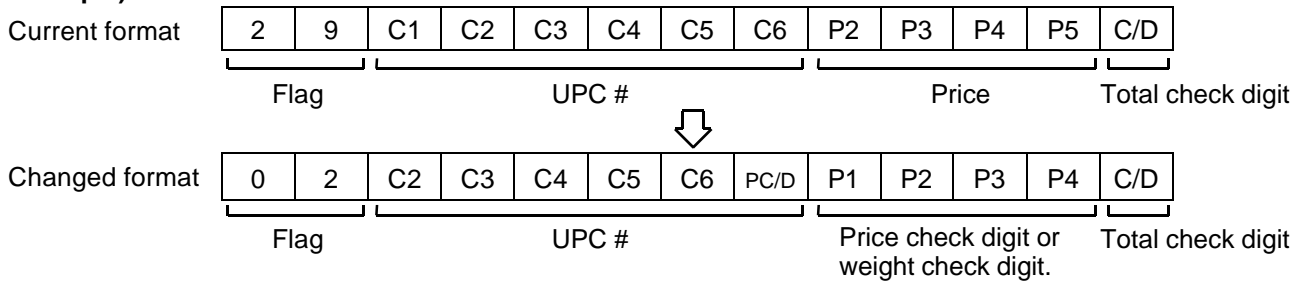 Current format 2 9 C1 C2 C3 C4 C5 C6 P2 P3 P4 P5 C/D
Flag UPC # Price Total check digit
Changed format 0 2 C2 C3 C4 C5 C6 PC/D P1 P2 P3 P4 C/D
Flag UPC # Price check digit or Total check digit
weight check digit.